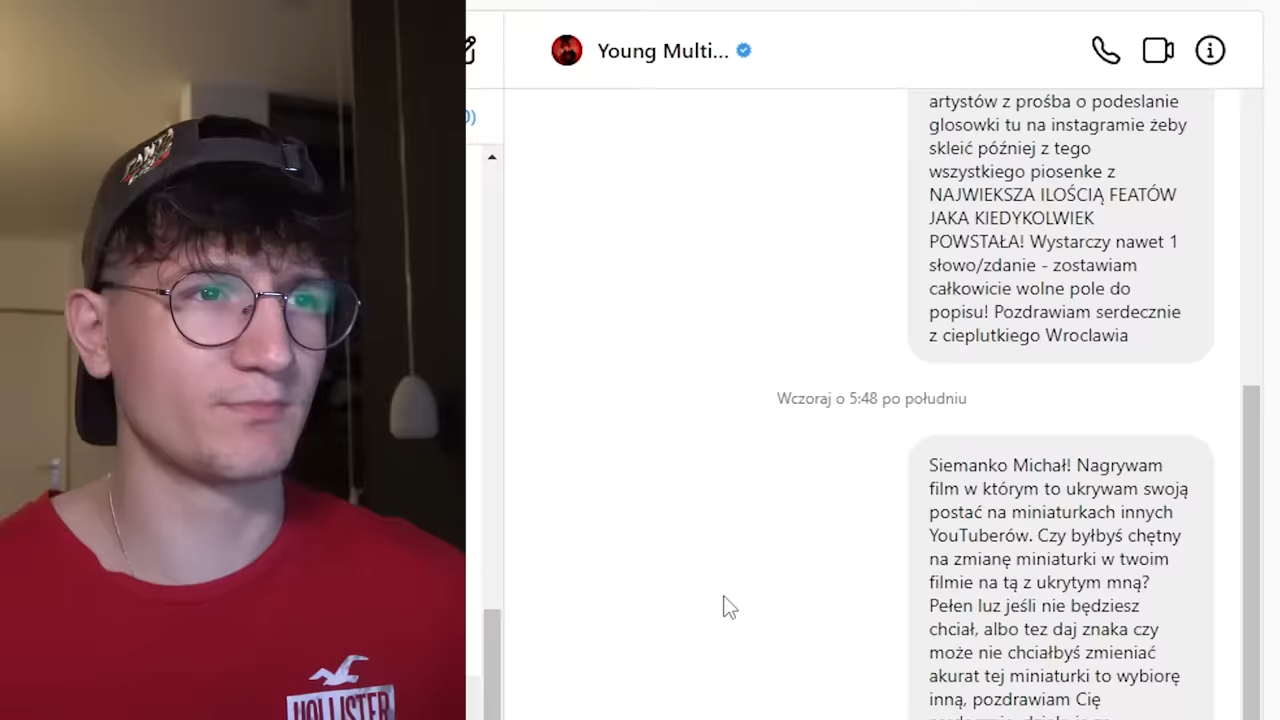 Young Multi...
artystów z prośba o podeslanie
glosowki tu na instagramie żeby
skleić później z tego
wszystkiego piosenke z
NAJWIEKSZA ILOŚCIĄ FEATÓW
JAKA KIEDYKOLWIEK
POWSTAŁA! Wystarczy nawet 1
słowo/zdanie - zostawiam
całkowicie wolne pole do
popisu! Pozdrawiam serdecznie
z cieplutkiego Wroclawia
Wczoraj o 5:48 po południu
Siemanko Michał! Nagrywam
film w którym to ukrywam swoją
postać na miniaturkach innych
YouTuberów. Czy byłbyś chętny
na zmianę miniaturki w twoim
filmie na tą z ukrytym mną?
Pełen luz jeśli nie będziesz
chciał, albo tez daj znaka czy
może nie chciałbyś zmieniać
akurat tej miniaturki to wybiorę
inną, pozdrawiam Cię
HOLLISTER